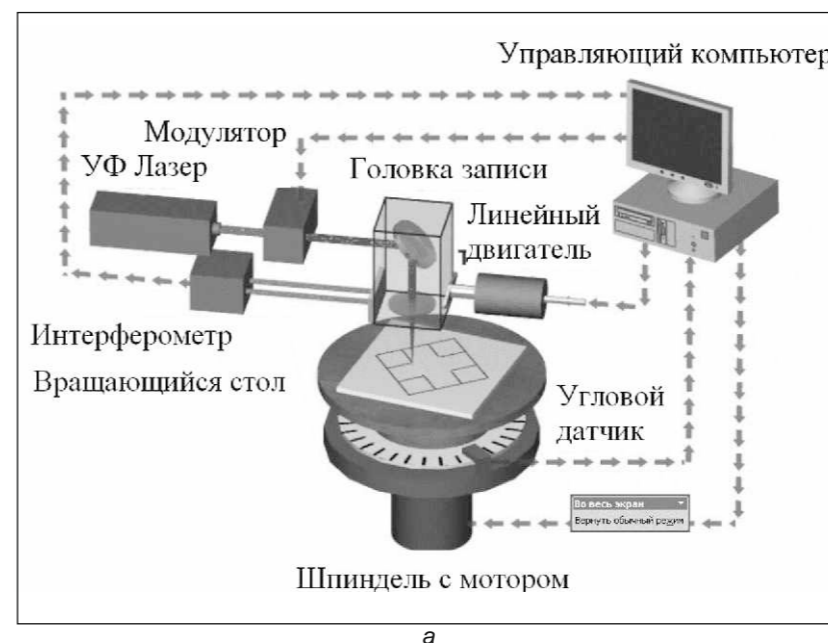 Управляющий компьютер
Модулятор
УФ Лазер
Головка записи
Линейный
двигатель
Интерферометр
Вращающийся стол
Угловой
датчик
Во весь экран
Вернуть обычный режим
Шпиндель с мотором
а